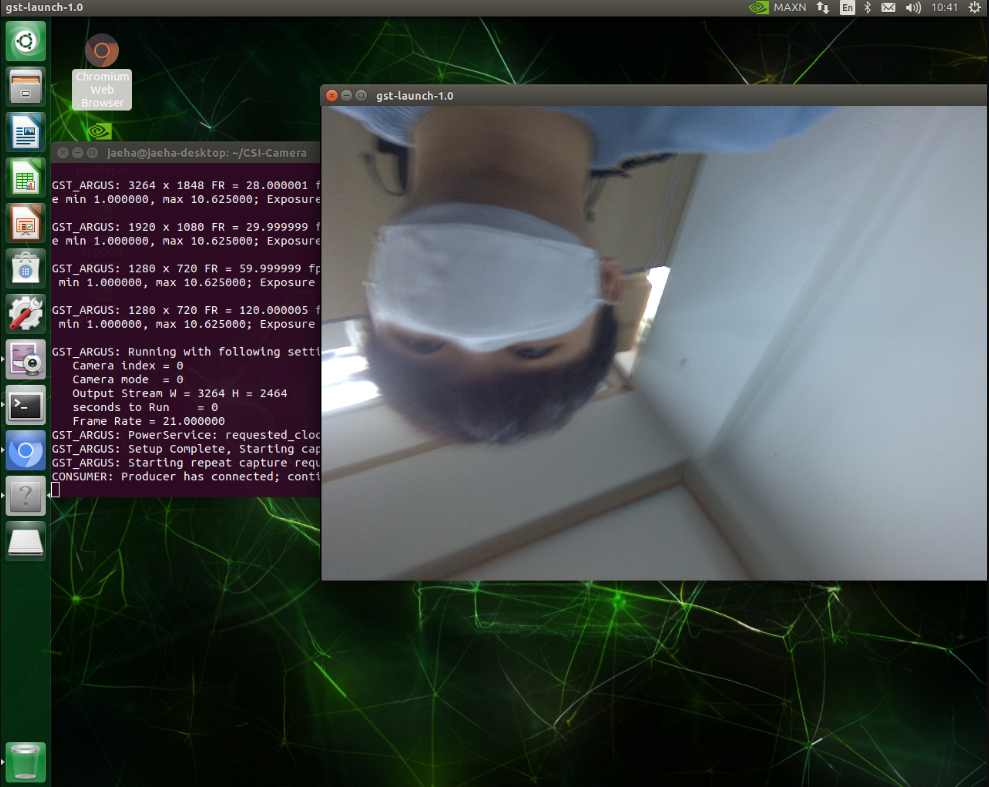 gst-launch-1.0
MAXN
En
10:41
Chromium
Web
Browser
gst-launch-1.0
jaeha@jaeha-desktop: ~/CSI-Camera
GST_ARGUS: 3264 x 1848 FR = 28.000001 f
e min 1.000000, max 10.625000; Exposure
GST_ARGUS: 1920 x 1080 FR = 29.999999 f
e min 1.000000, max 10.625000; Exposure
GST_ARGUS: 1280 x 720 FR = 59.999999 fp
min 1.000000, max 10.625000; Exposure
GST_ARGUS: 1280 x 720 FR = 120.000005 f
min 1.000000, max 10.625000; Exposure
GST_ARGUS: Running with following setti
Camera index = 0
Camera mode  = 0
Output Stream W = 3264 H = 2464
seconds to Run    = 0
Frame Rate = 21.000000
GST_ARGUS: PowerService: requested_cloc
GST_ARGUS: Setup Complete, Starting cap
GST_ARGUS: Starting repeat capture requ
CONSUMER: Producer has connected; conti